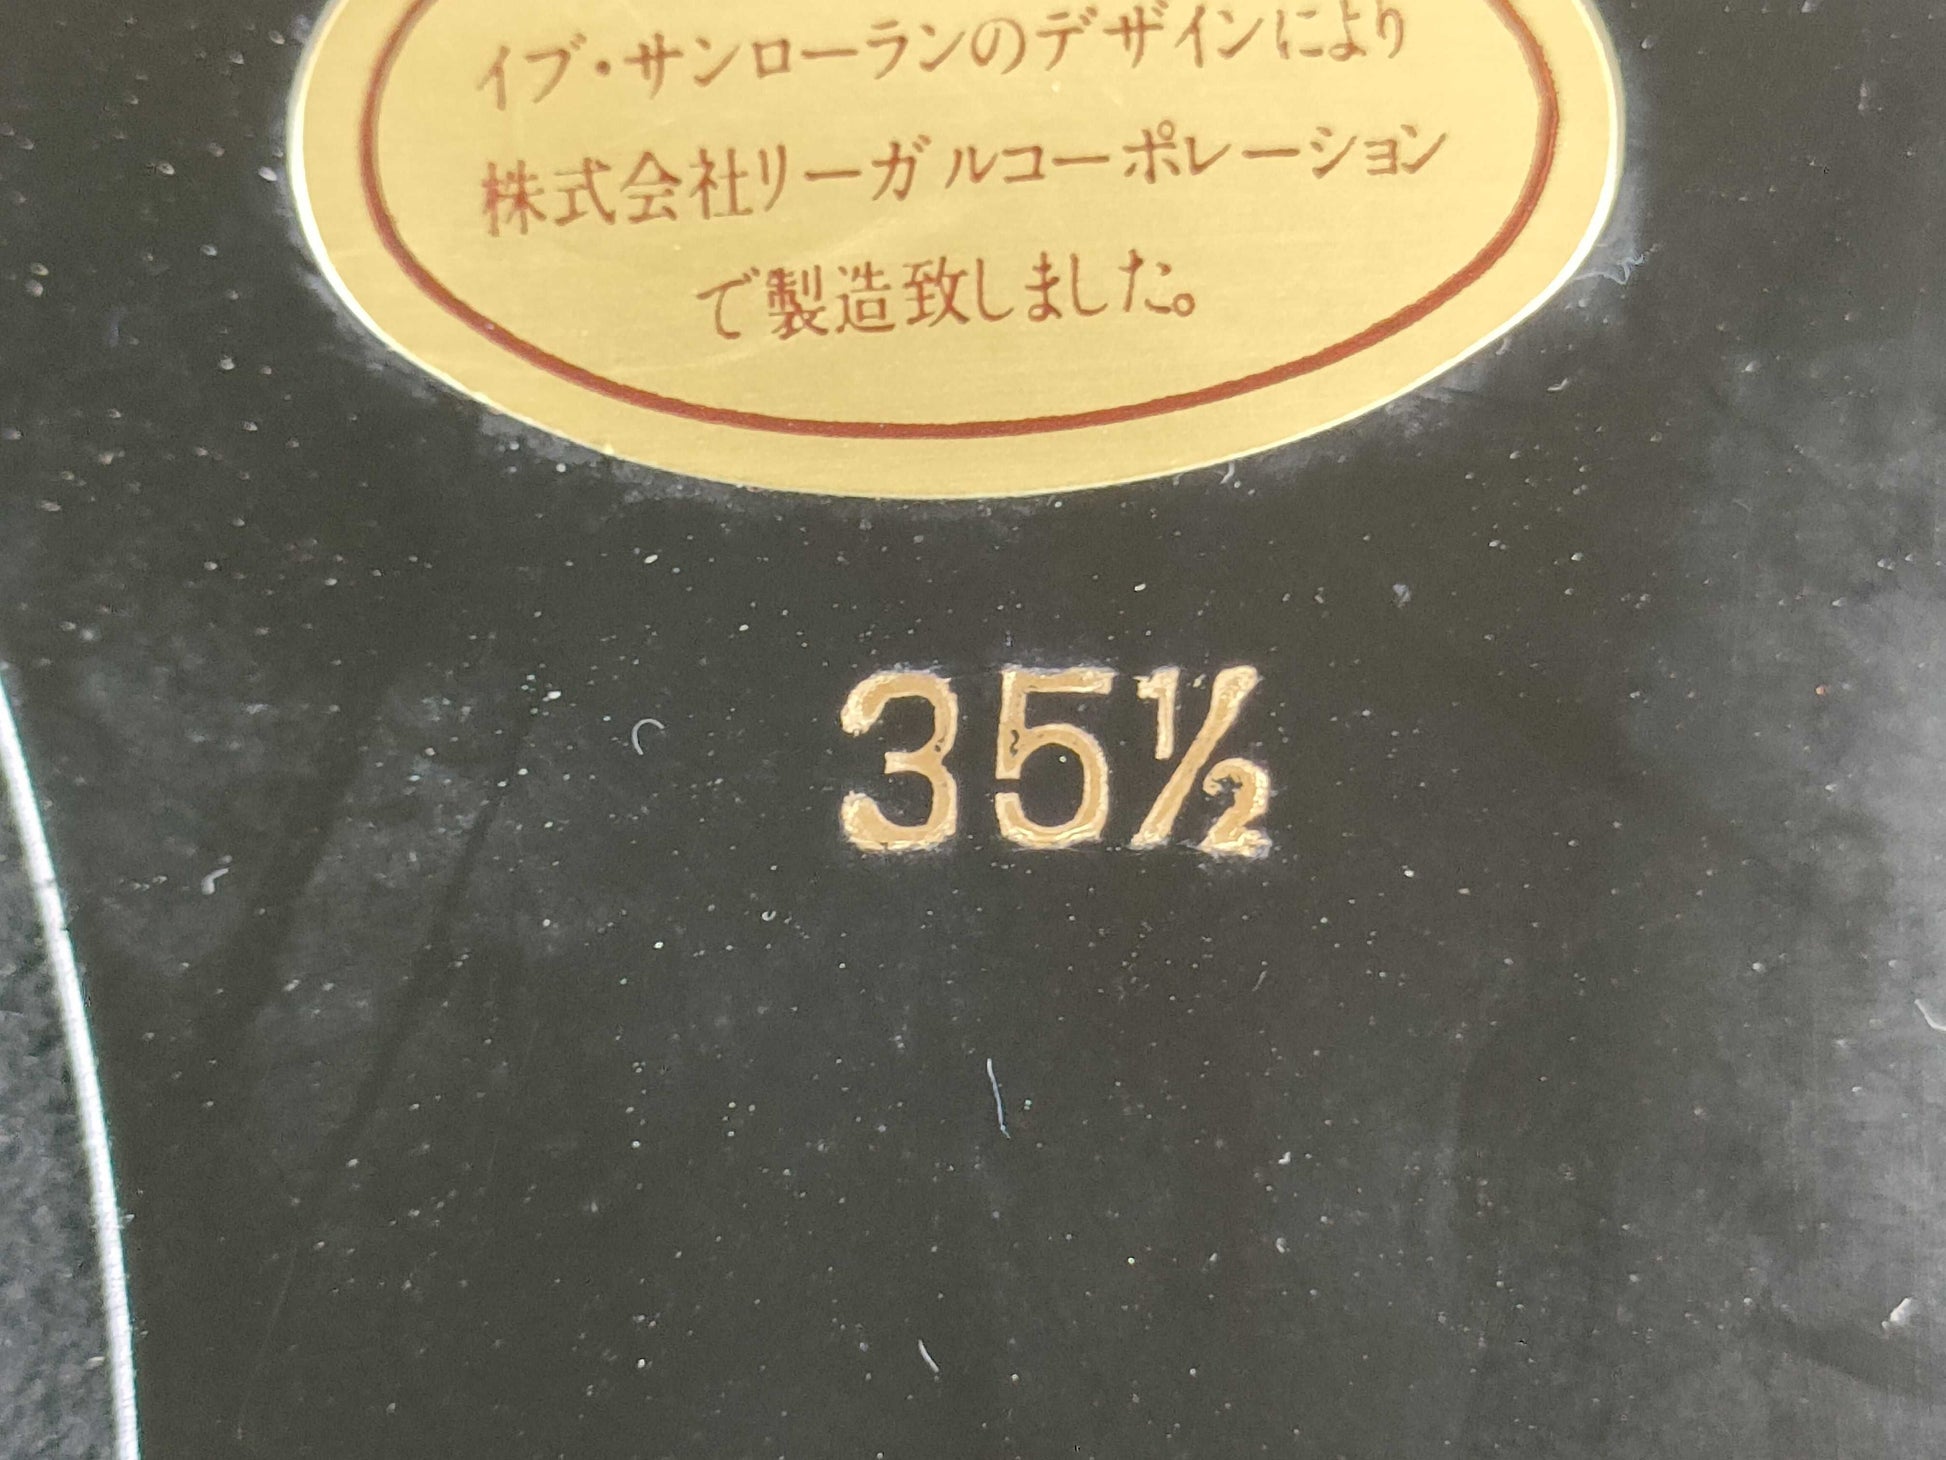 イブ・サンローランのデザインにより
株式会社リーガルコーポレーション
で製造致しました。
35½